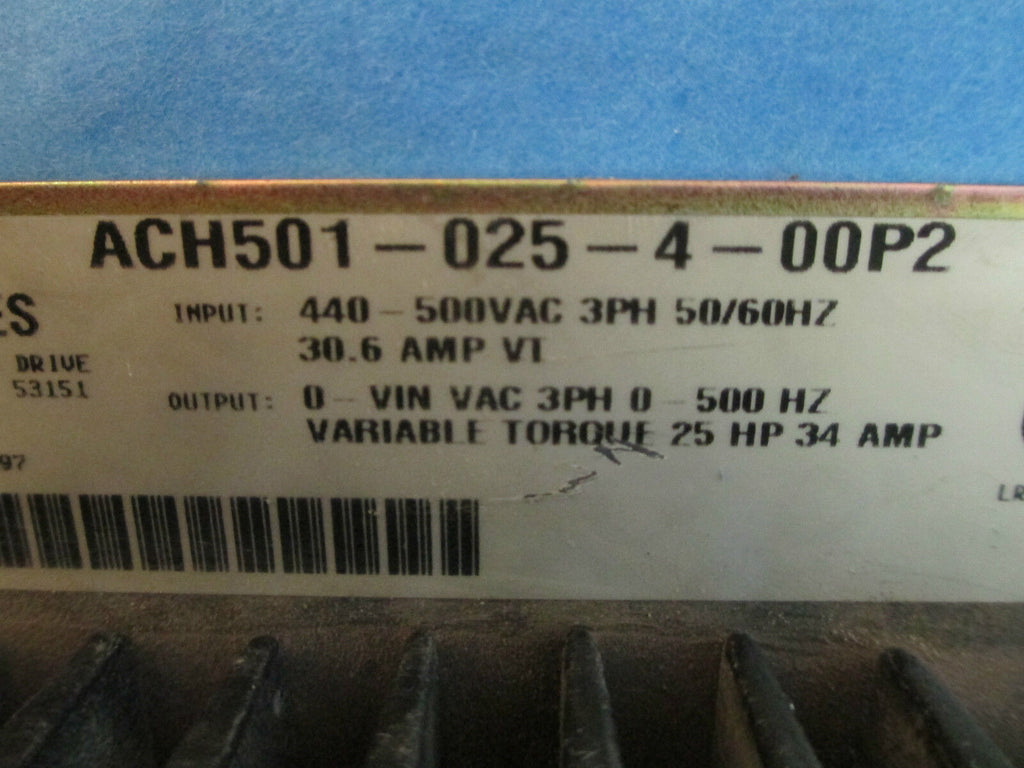 ACH501-025-4-00P2
ES INPUT: 440-500VAC 3PH 50/60HZ
DRIVE 30.6 AMP VT
53151 OUTPUT: 0 - VIN VAC 3PH 0-500 HZ
VARIABLE TORQUE 25 HP 34 AMP
97
LR